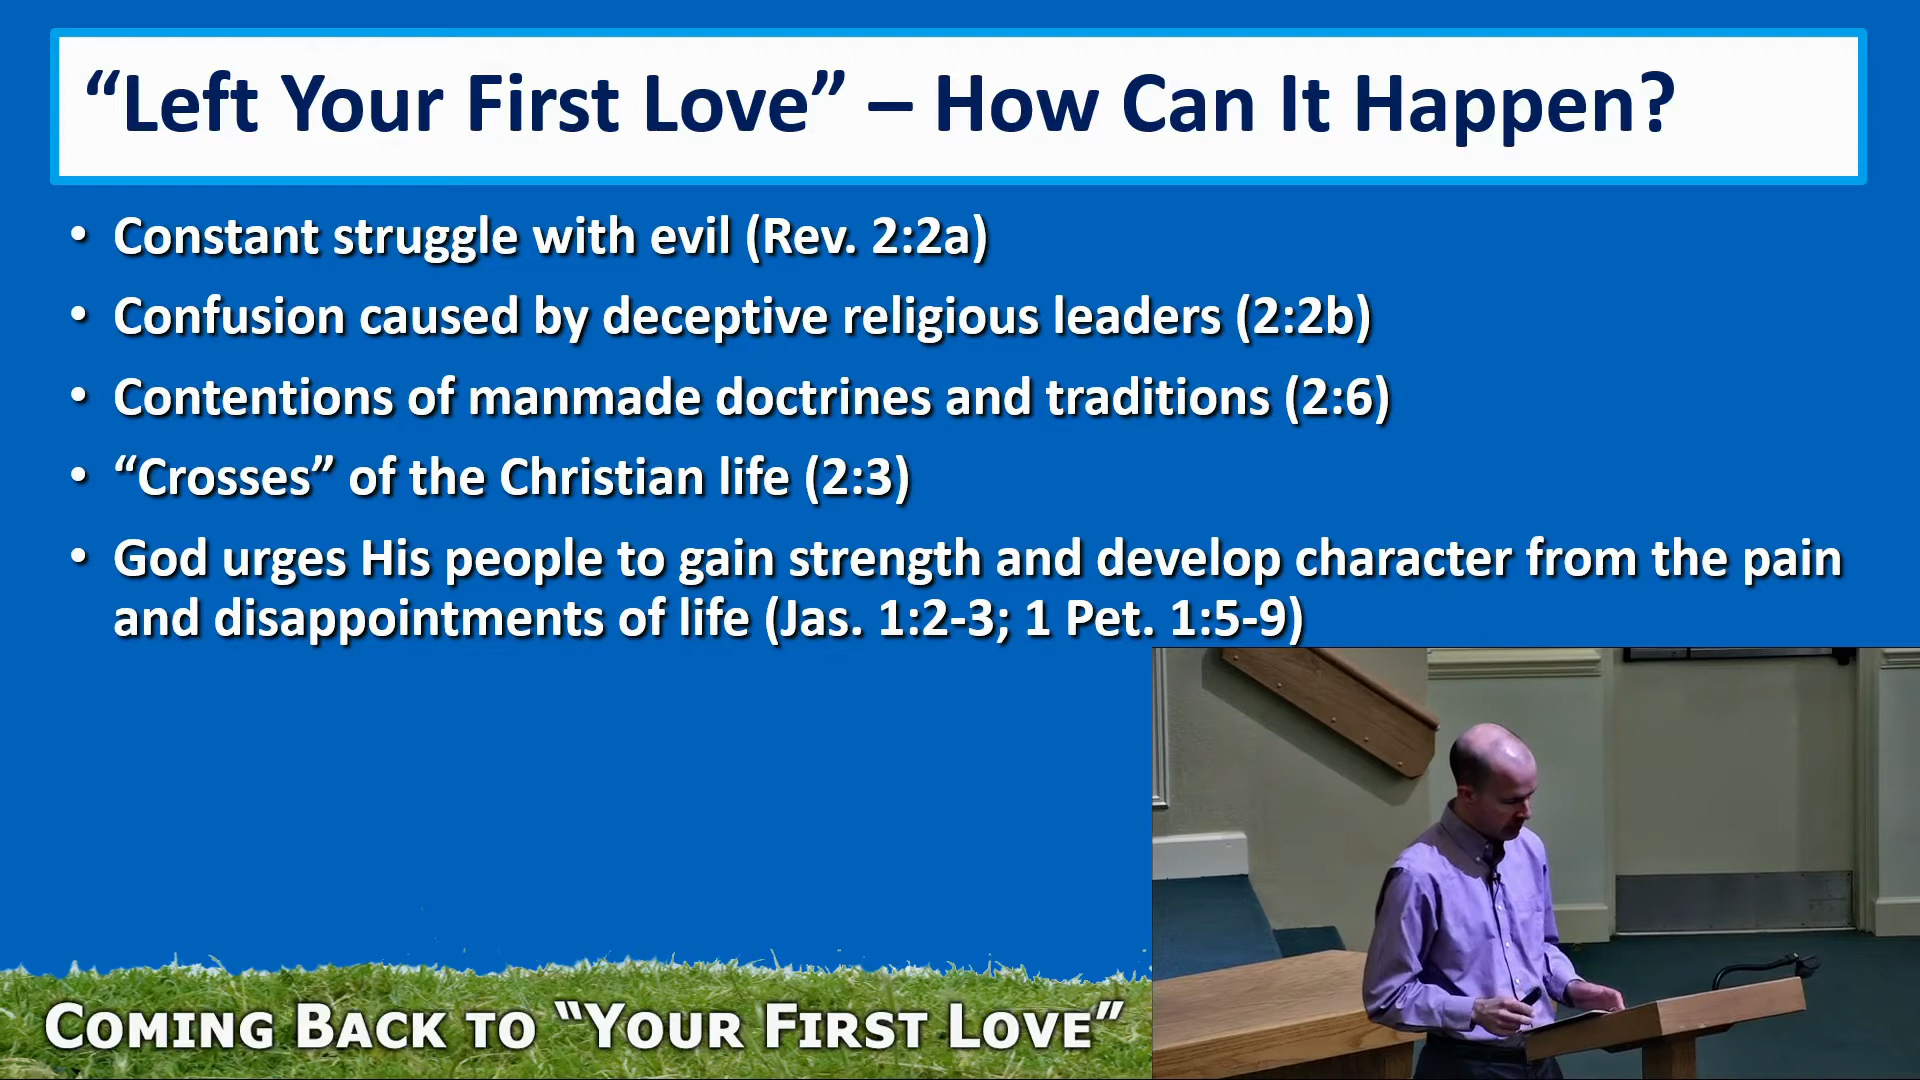 “Left Your First Love” – How Can It Happen?
• Constant struggle with evil (Rev. 2:2a)
• Confusion caused by deceptive religious leaders (2:2b)
• Contentions of manmade doctrines and traditions (2:6)
• “Crosses” of the Christian life (2:3)
• God urges His people to gain strength and develop character from the pain
and disappointments of life (Jas. 1:2-3; 1 Pet. 1:5-9)
Coming Back to “Your First Love”